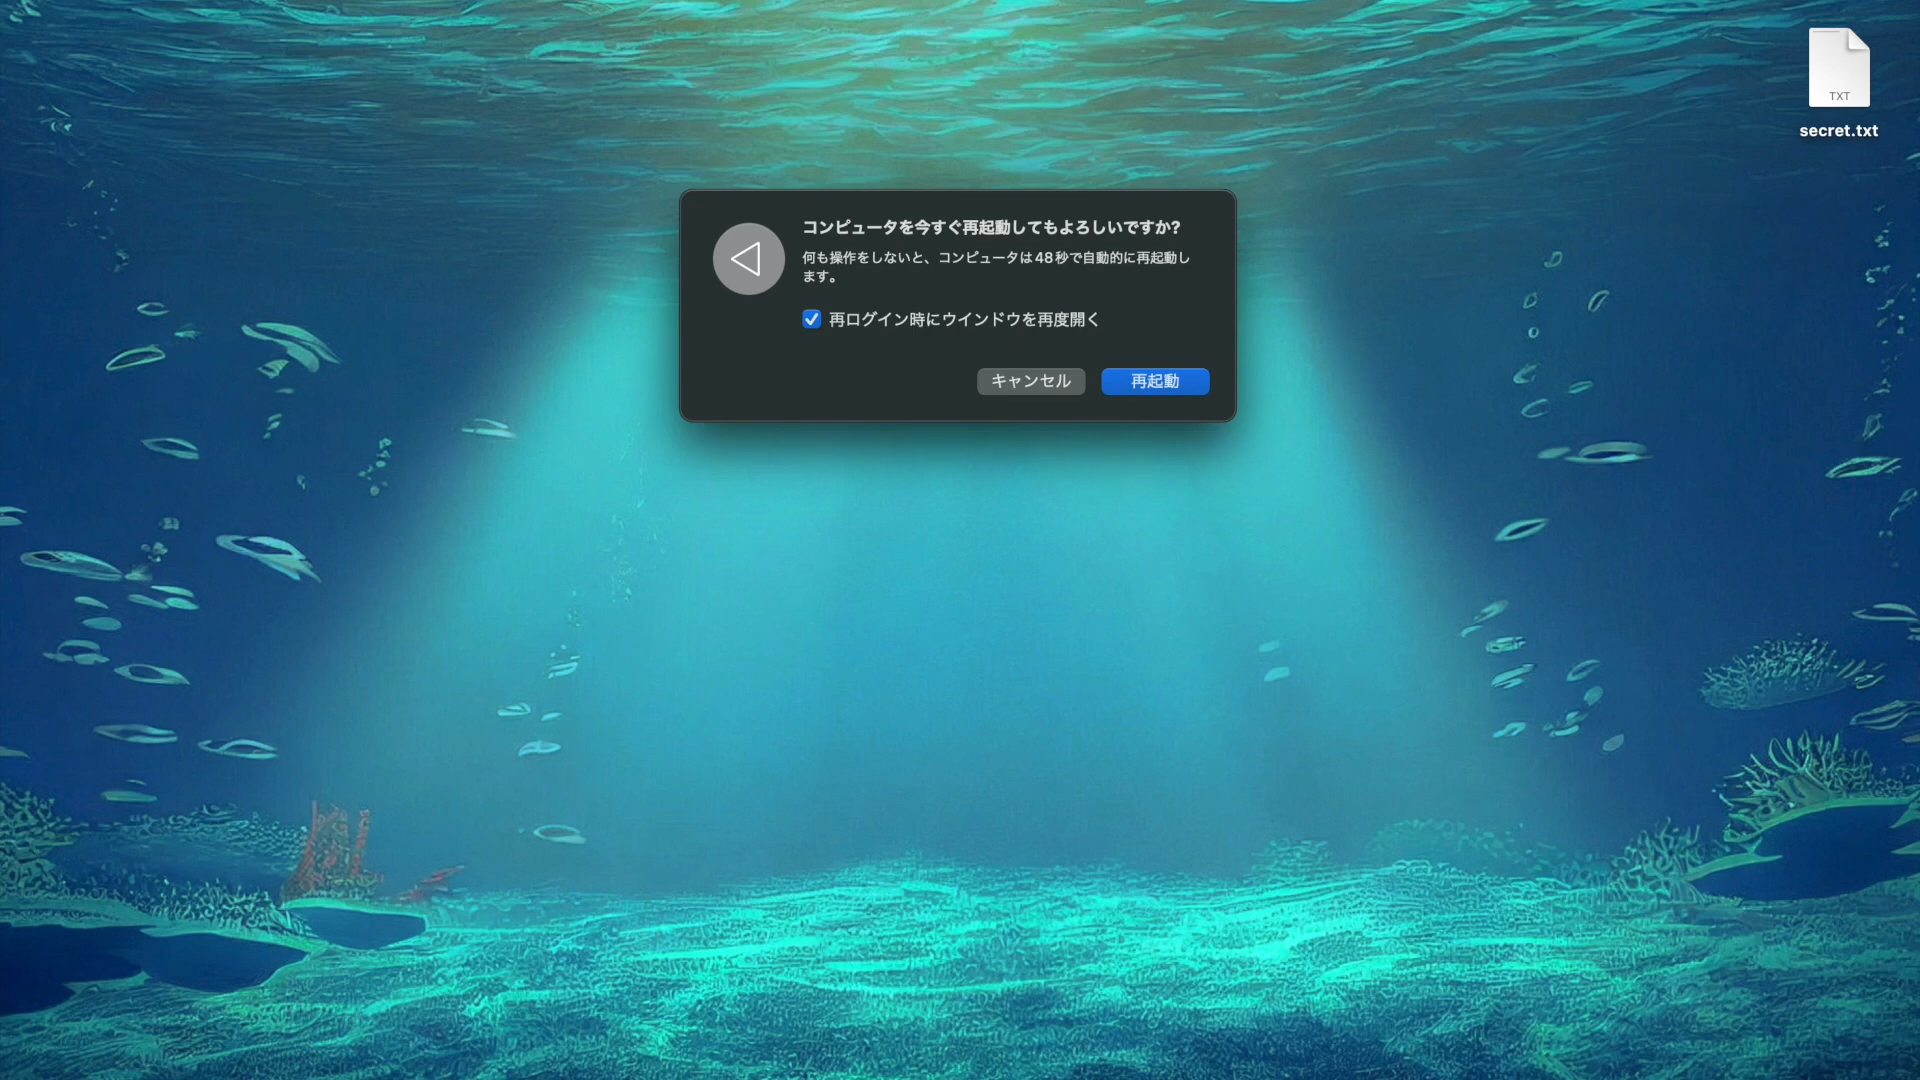 TXT
secret.txt
コンピュータを今すぐ再起動してもよろしいですか?
何も操作をしないと、コンピュータは48秒で自動的に再起動し
ます。
再ログイン時にウインドウを再度開く
キャンセル
再起動